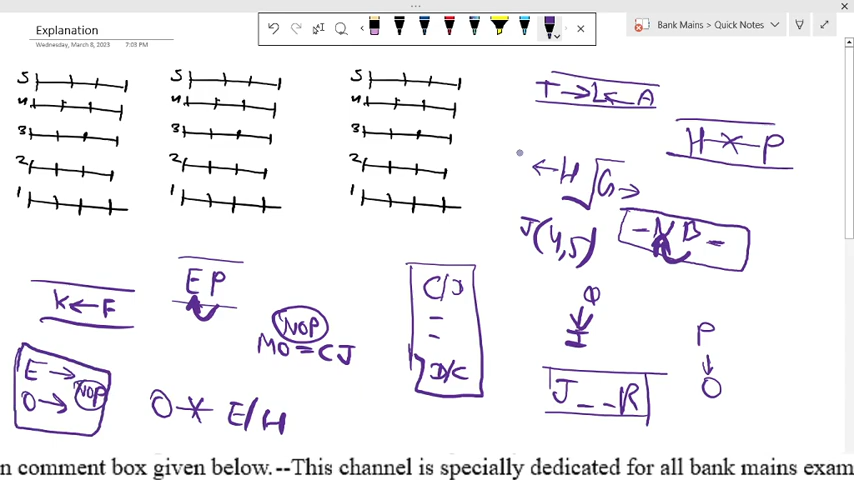 Explanation
Wednesday, March 8, 2023 7:03 PM
Bank Mains > Quick Notes
5
4
3
2
1
5
4
3
2
1
5
4
3
2
1
T → L ← A
H × P
← H
G →
J(4,5)
- N B -
K ← F
E P
NOP
MO = CJ
C/J
=
=
D/C
I
P
↓
O
E →
O → NOP
O × E/H
J _ _ R
n comment box given below.--This channel is specially dedicated for all bank mains exam